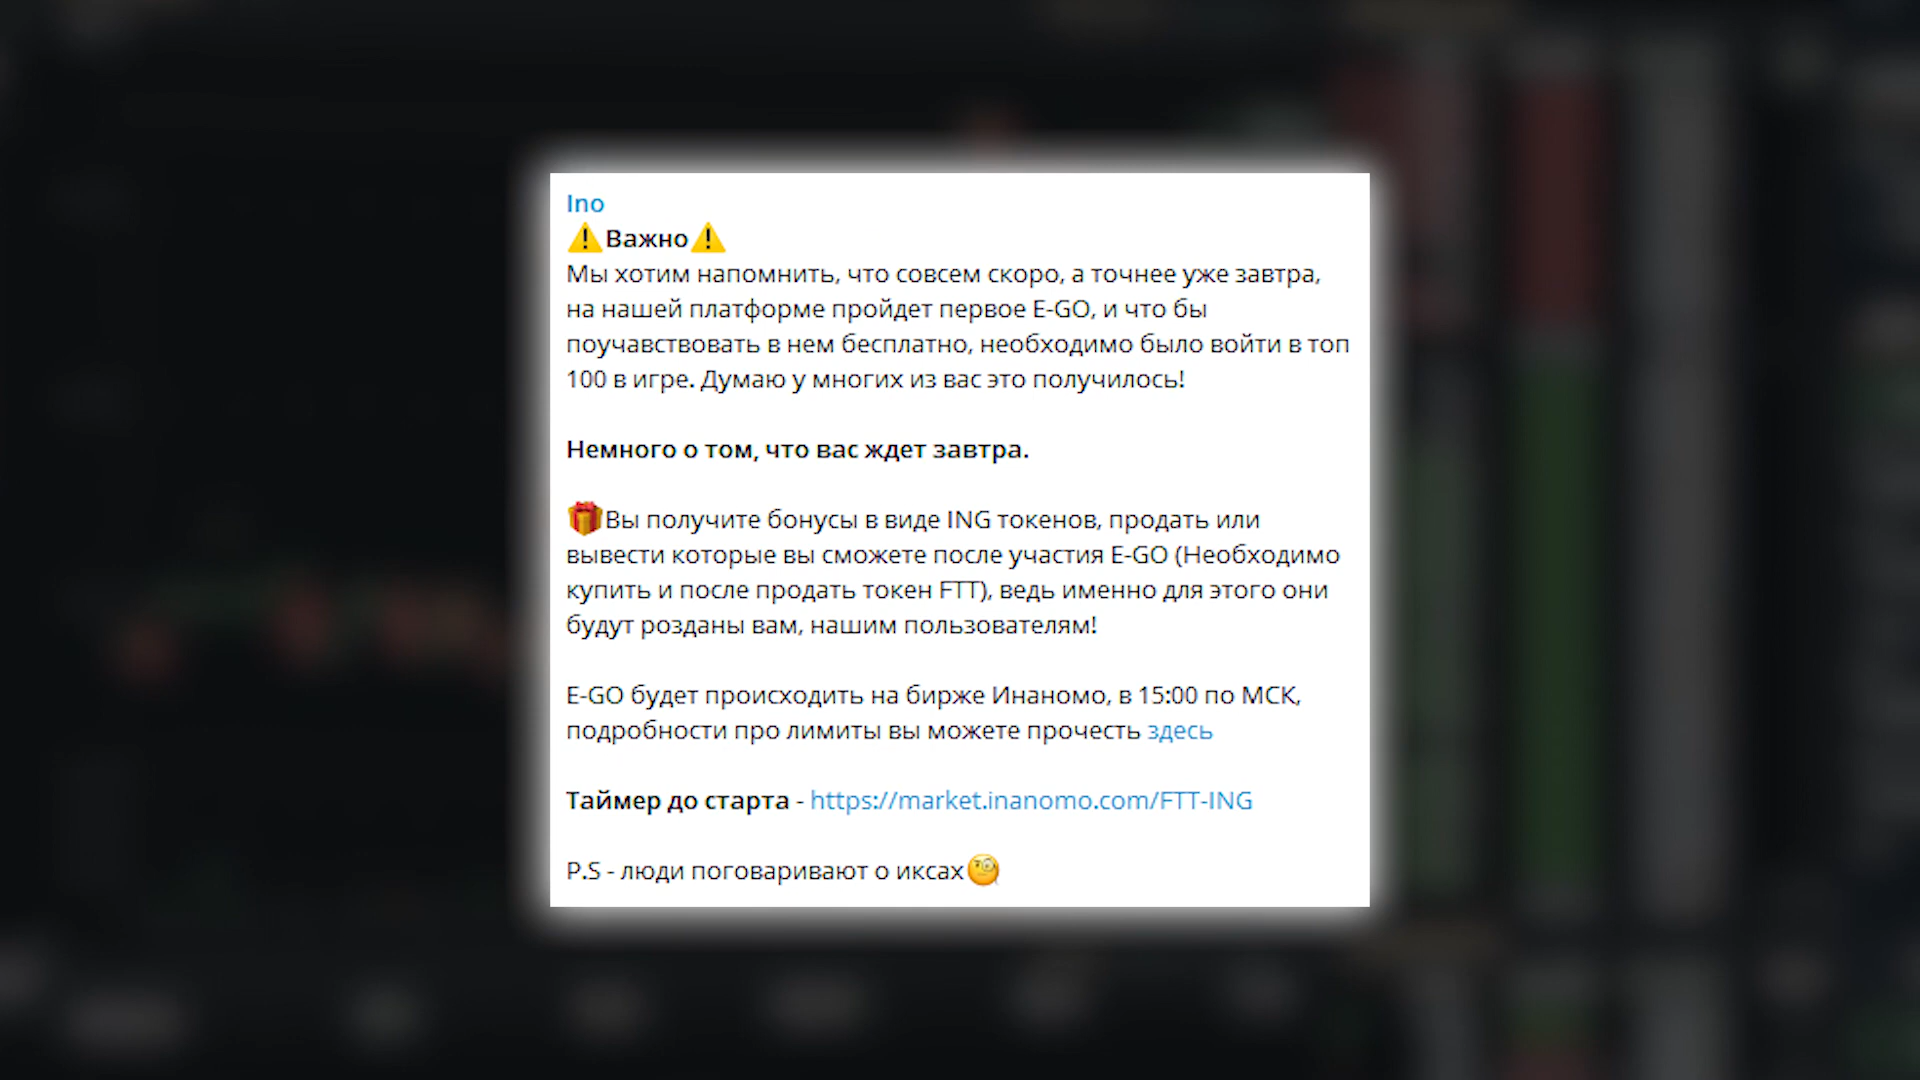 Ino
⚠️Важно⚠️
Мы хотим напомнить, что совсем скоро, а точнее уже завтра,
на нашей платформе пройдет первое E-GO, и что бы
поучавствовать в нем бесплатно, необходимо было войти в топ
100 в игре. Думаю у многих из вас это получилось!
Немного о том, что вас ждет завтра.
🎁Вы получите бонусы в виде ING токенов, продать или
вывести которые вы сможете после участия E-GO (Необходимо
купить и после продать токен FTT), ведь именно для этого они
будут розданы вам, нашим пользователям!
E-GO будет происходить на бирже Инаномо, в 15:00 по МСК,
подробности про лимиты вы можете прочесть здесь
Таймер до старта - https://market.inanomo.com/FTT-ING
P.S - люди поговаривают о иксах🧐